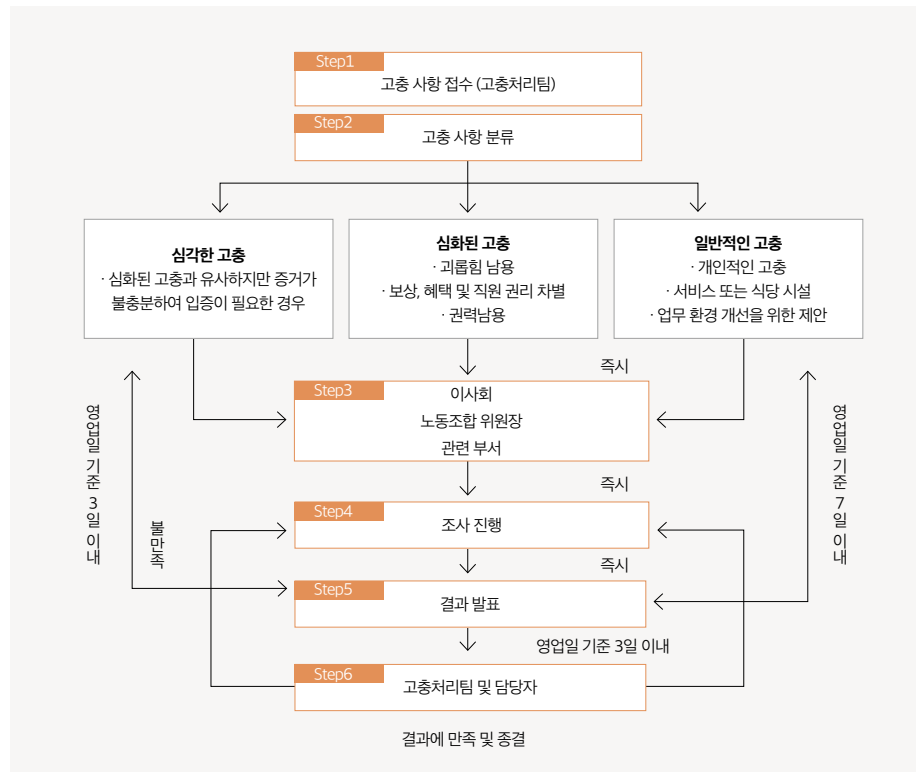 Step1
고충 사항 접수 (고충처리팀)
Step2
고충 사항 분류
심각한 고충
· 심화된 고충과 유사하지만 증거가
불충분하여 입증이 필요한 경우
심화된 고충
· 괴롭힘 남용
· 보상, 혜택 및 직원 권리 차별
· 권력남용
일반적인 고충
· 개인적인 고충
· 서비스 또는 식당 시설
· 업무 환경 개선을 위한 제안
즉시
Step3
이사회
노동조합 위원장
관련 부서
영업일 기준 3일 이내
불만족
영업일 기준 7일 이내
즉시
Step4
조사 진행
즉시
Step5
결과 발표
영업일 기준 3일 이내
Step6
고충처리팀 및 담당자
결과에 만족 및 종결